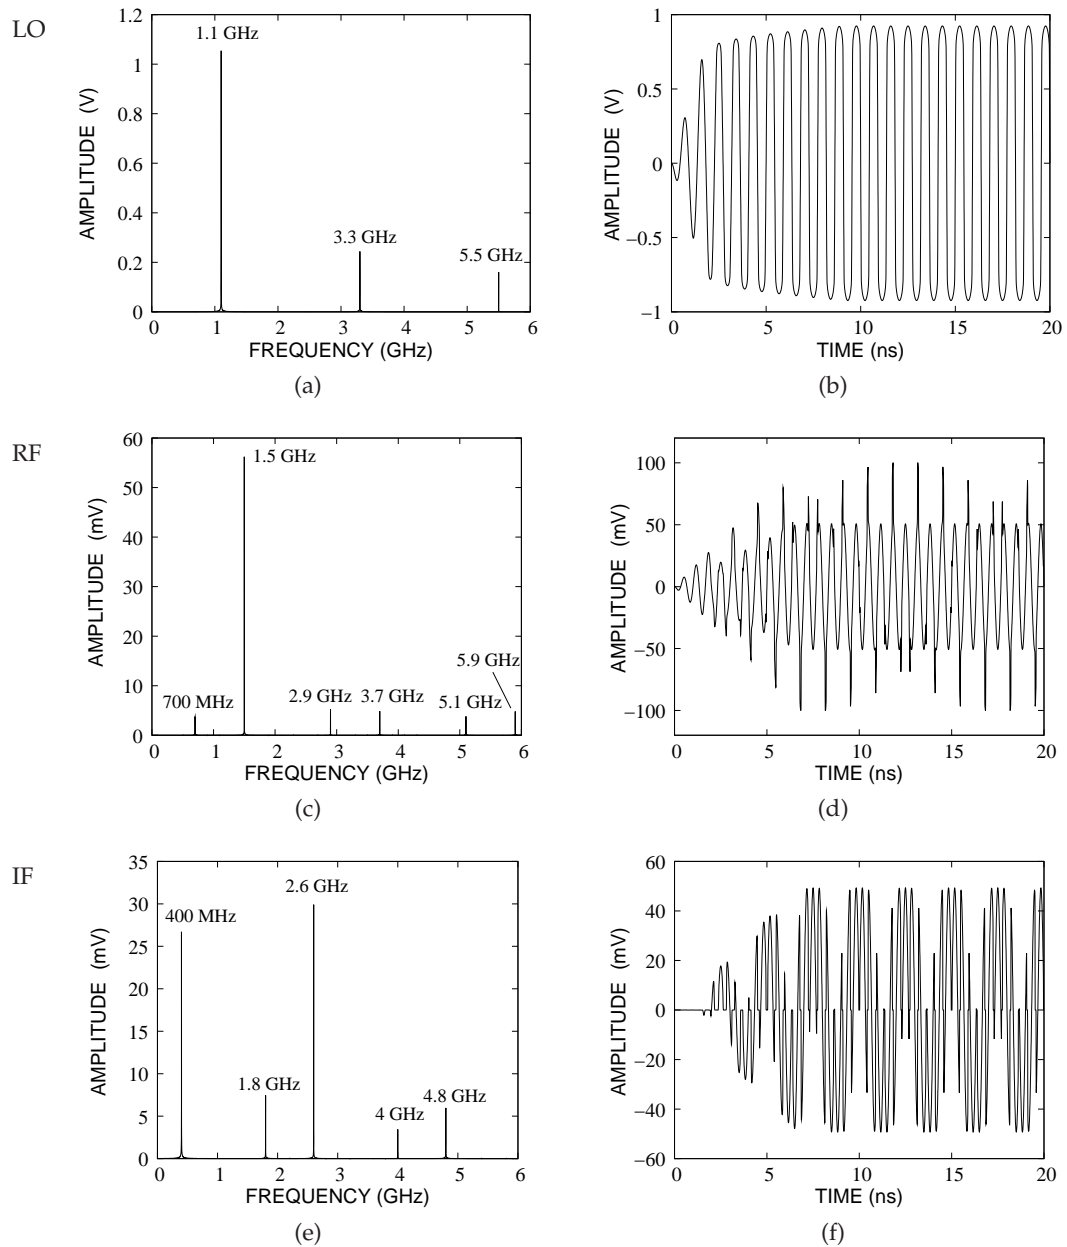 LO
AMPLITUDE (V)
1.2
1
0.8
0.6
0.4
0.2
0
1.1 GHz
3.3 GHz
5.5 GHz
0 1 2 3 4 5 6
FREQUENCY (GHz)
(a)
AMPLITUDE (V)
1
0.5
0
−0.5
−1
0 5 10 15 20
TIME (ns)
(b)
RF
AMPLITUDE (mV)
60
50
40
30
20
10
0
1.5 GHz
700 MHz
2.9 GHz
3.7 GHz
5.1 GHz
5.9 GHz
0 1 2 3 4 5 6
FREQUENCY (GHz)
(c)
AMPLITUDE (mV)
100
50
0
−50
−100
0 5 10 15 20
TIME (ns)
(d)
IF
AMPLITUDE (mV)
35
30
25
20
15
10
5
0
400 MHz
2.6 GHz
1.8 GHz
4 GHz
4.8 GHz
0 1 2 3 4 5 6
FREQUENCY (GHz)
(e)
AMPLITUDE (mV)
60
40
20
0
−20
−40
−60
0 5 10 15 20
TIME (ns)
(f)